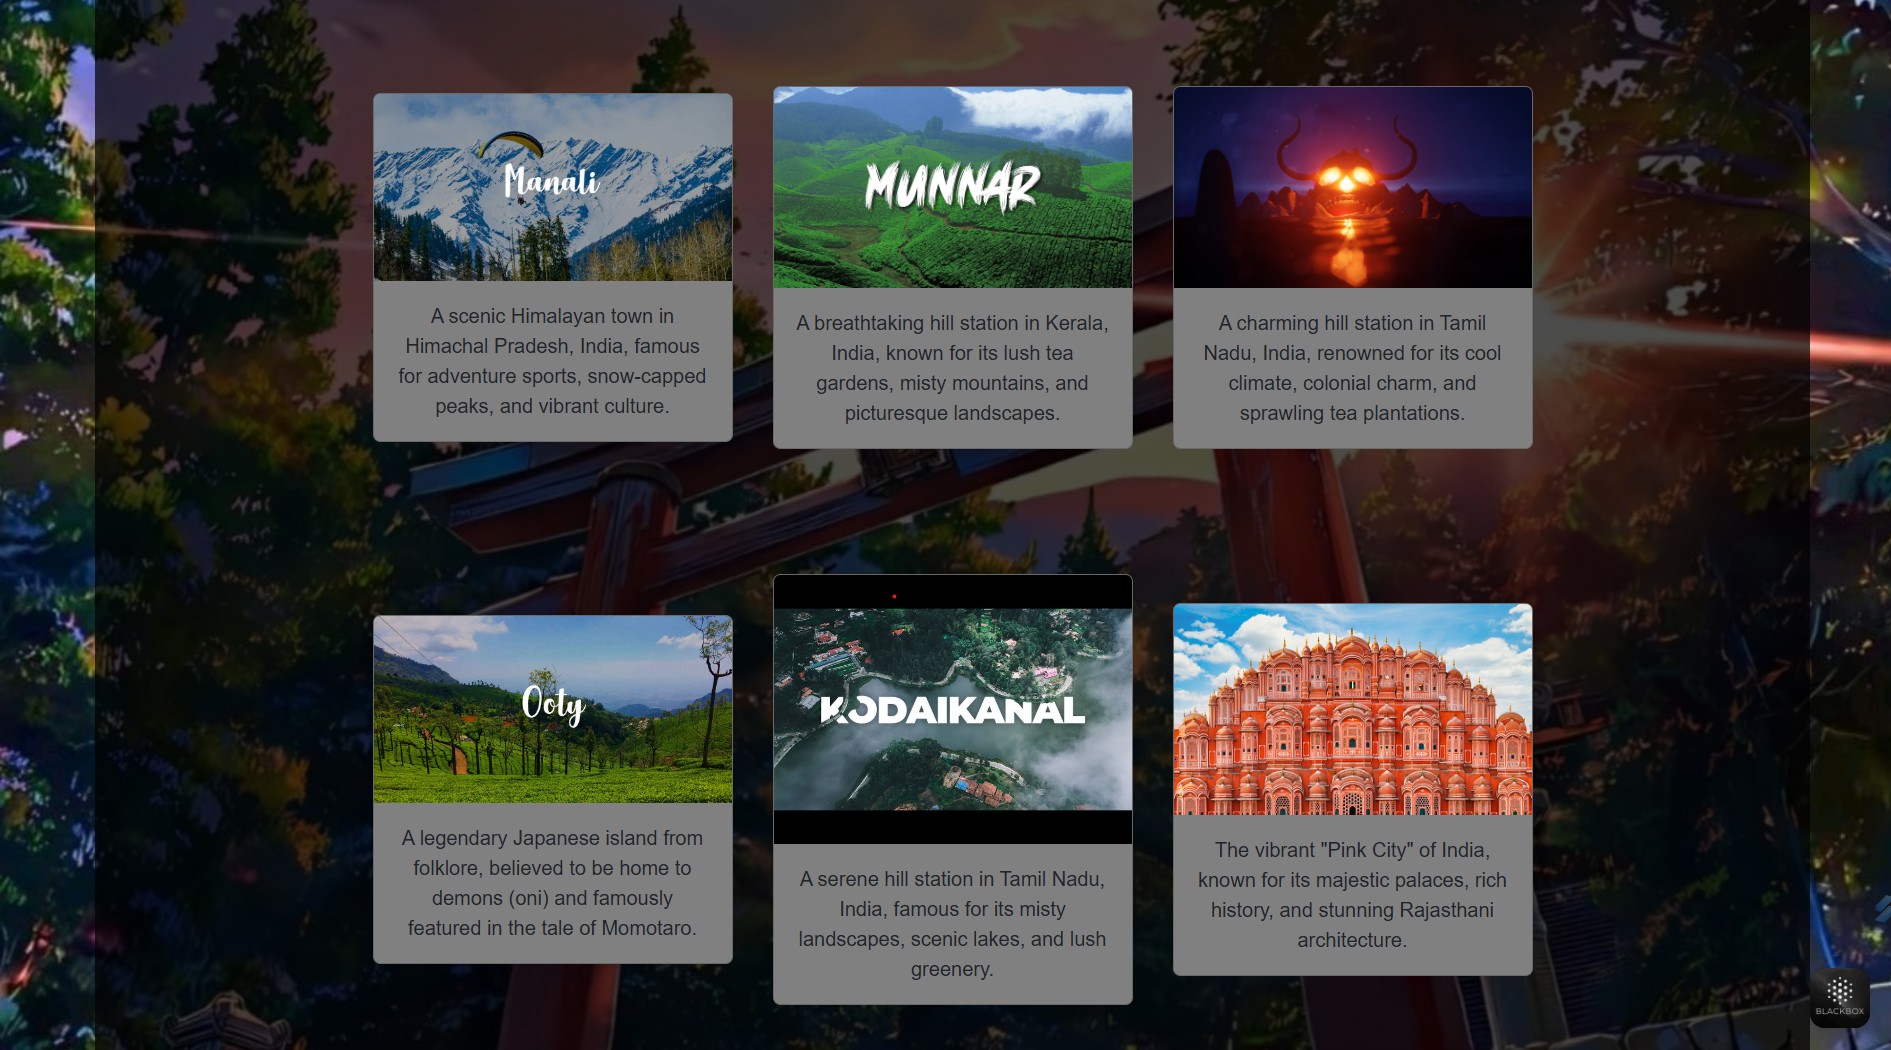 Manali
A scenic Himalayan town in
Himachal Pradesh, India, famous
for adventure sports, snow-capped
peaks, and vibrant culture.
MUNNAR
A breathtaking hill station in Kerala,
India, known for its lush tea
gardens, misty mountains, and
picturesque landscapes.
A charming hill station in Tamil
Nadu, India, renowned for its cool
climate, colonial charm, and
sprawling tea plantations.
Ooty
A legendary Japanese island from
folklore, believed to be home to
demons (oni) and famously
featured in the tale of Momotaro.
KODAIKANAL
A serene hill station in Tamil Nadu,
India, famous for its misty
landscapes, scenic lakes, and lush
greenery.
The vibrant "Pink City" of India,
known for its majestic palaces, rich
history, and stunning Rajasthani
architecture.
BLACKBOX